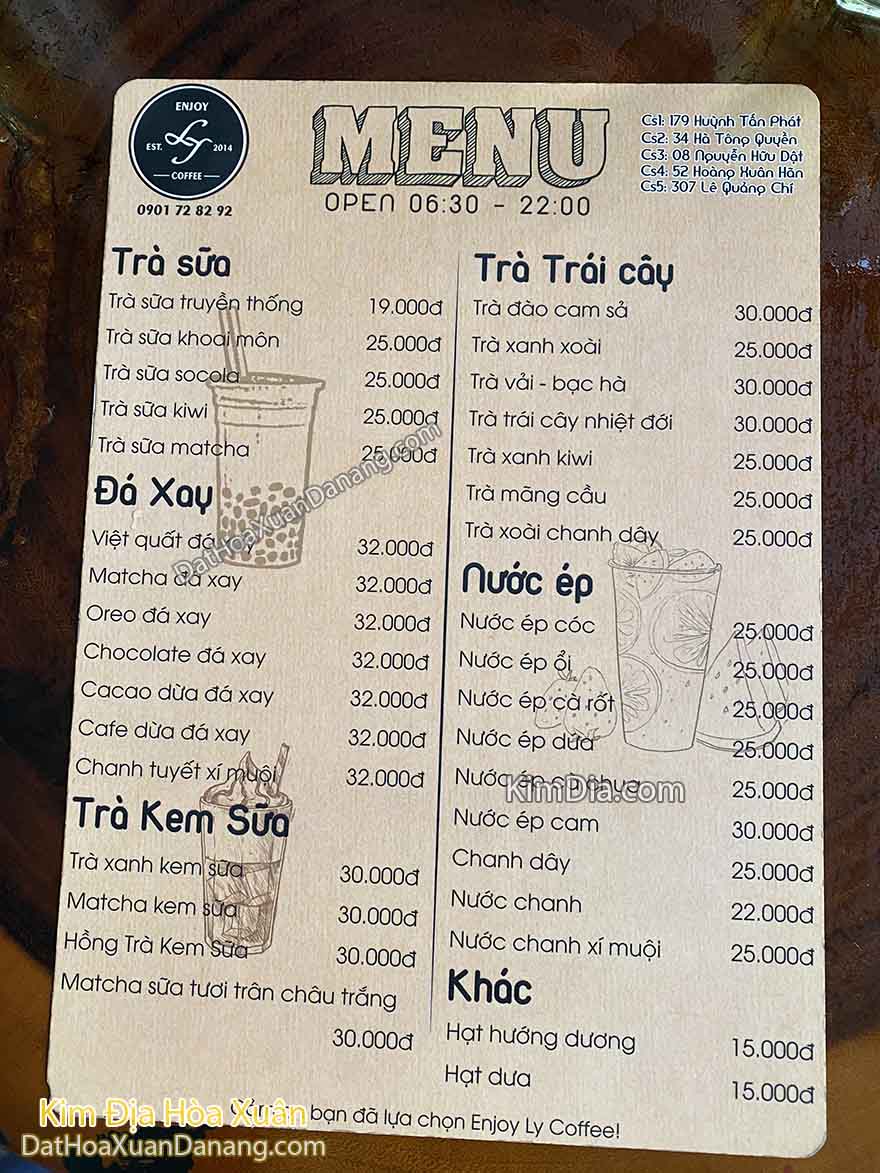 ENJOY
EST. LY 2014
COFFEE
0901 72 82 92
MENU
OPEN 06:30 - 22:00
Cs1: 179 Huỳnh Tấn Phát
Cs2: 34 Hà Tông Quyền
Cs3: 08 Nguyễn Hữu Dật
Cs4: 52 Hoàng Xuân Hãn
Cs5: 307 Lê Quảng Chí
Trà sữa
Trà sữa truyền thống 19.000đ
Trà sữa khoai môn 25.000đ
Trà sữa socola 25.000đ
Trà sữa kiwi 25.000đ
Trà sữa matcha 25.000đ
Đá Xay
Việt quất đá xay 32.000đ
Matcha đá xay 32.000đ
Oreo đá xay 32.000đ
Chocolate đá xay 32.000đ
Cacao dừa đá xay 32.000đ
Cafe dừa đá xay 32.000đ
Chanh tuyết xí muội 32.000đ
Trà Kem Sữa
Trà xanh kem sữa 30.000đ
Matcha kem sữa 30.000đ
Hồng Trà Kem Sữa 30.000đ
Matcha sữa tươi trân châu trắng
30.000đ
Trà Trái cây
Trà đào cam sả 30.000đ
Trà xanh xoài 25.000đ
Trà vải - bạc hà 30.000đ
Trà trái cây nhiệt đới 30.000đ
Trà xanh kiwi 25.000đ
Trà mãng cầu 25.000đ
Trà xoài chanh dây 25.000đ
Nước ép
Nước ép cóc 25.000đ
Nước ép ổi 25.000đ
Nước ép cà rốt 25.000đ
Nước ép dứa 25.000đ
Nước ép cà chua 25.000đ
Nước ép cam 30.000đ
Chanh dây 25.000đ
Nước chanh 22.000đ
Nước chanh xí muội 25.000đ
Khác
Hạt hướng dương 15.000đ
Hạt dưa 15.000đ
bạn đã lựa chọn Enjoy Ly Coffee!
DatHoaXuanDanang.com
KimDia.com
Kim Địa Hòa Xuân
DatHoaXuanDanang.com